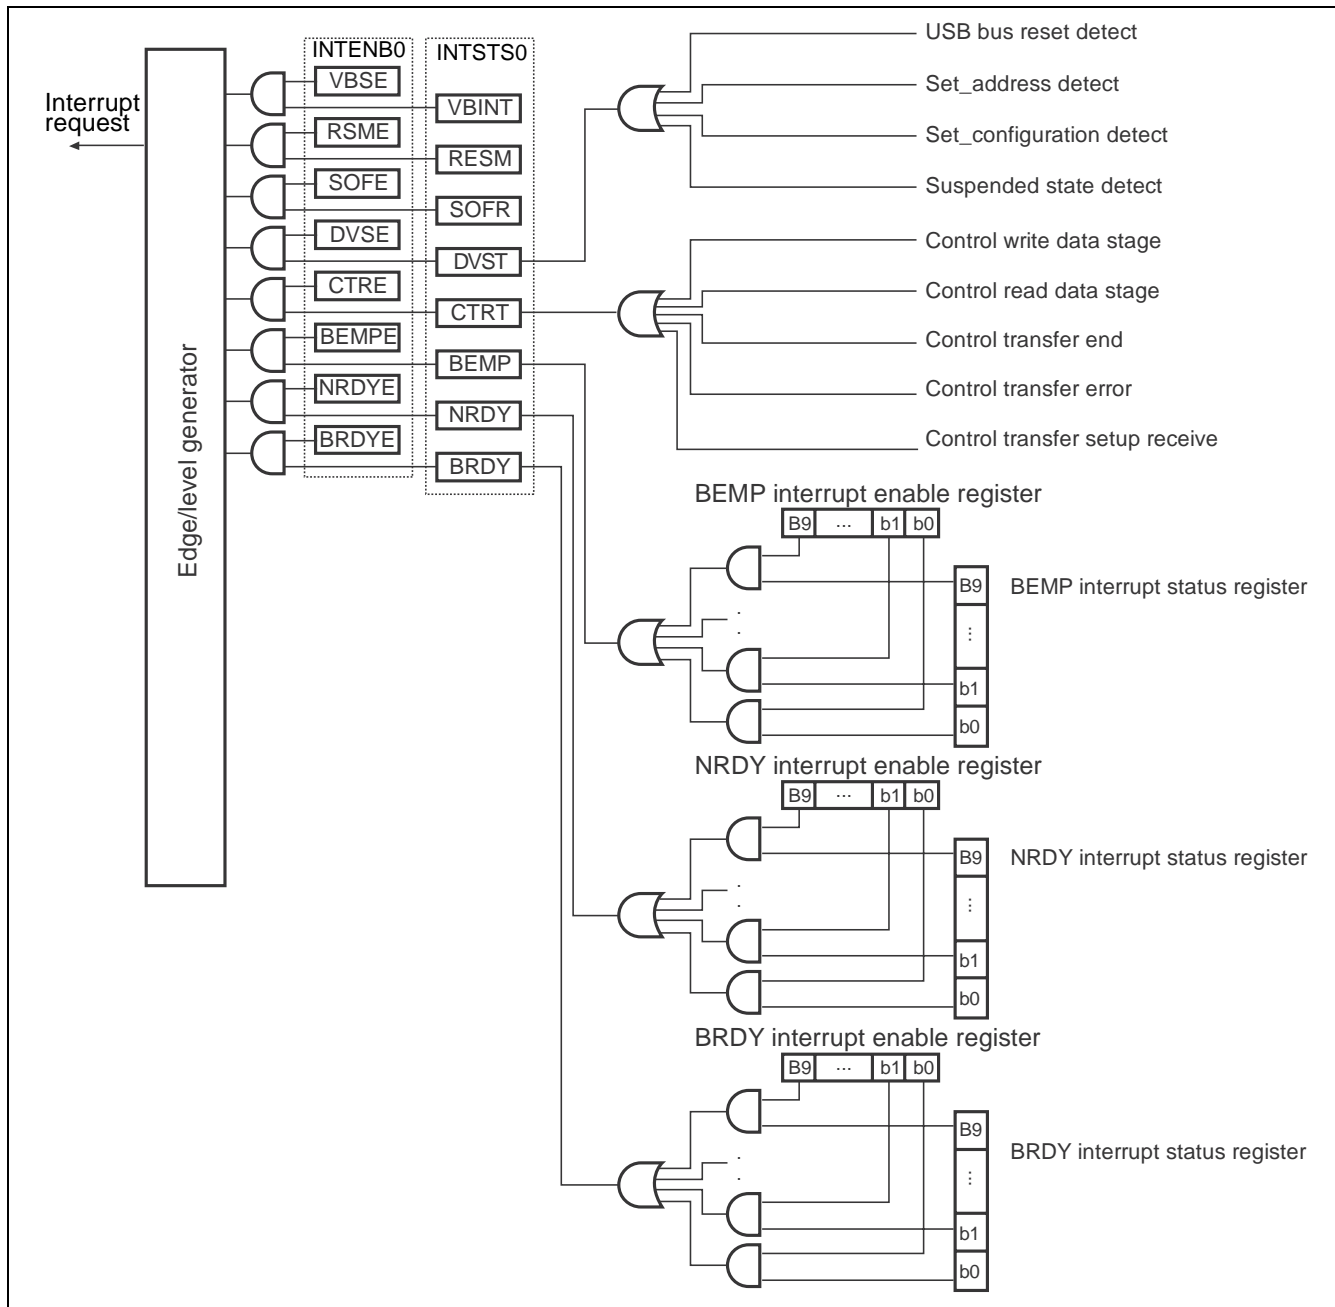 INTENB0
INTSTS0
VBSE
VBINT
RSME
RESM
SOFE
SOFR
DVSE
DVST
CTRE
CTRT
BEMPE
BEMP
NRDYE
NRDY
BRDYE
BRDY
Interrupt
request
Edge/level generator
USB bus reset detect
Set_address detect
Set_configuration detect
Suspended state detect
Control write data stage
Control read data stage
Control transfer end
Control transfer error
Control transfer setup receive
BEMP interrupt enable register
B9 ... b1 b0
B9
BEMP interrupt status register
...
b1
b0
NRDY interrupt enable register
B9 ... b1 b0
B9
NRDY interrupt status register
...
b1
b0
BRDY interrupt enable register
B9 ... b1 b0
B9
BRDY interrupt status register
...
b1
b0